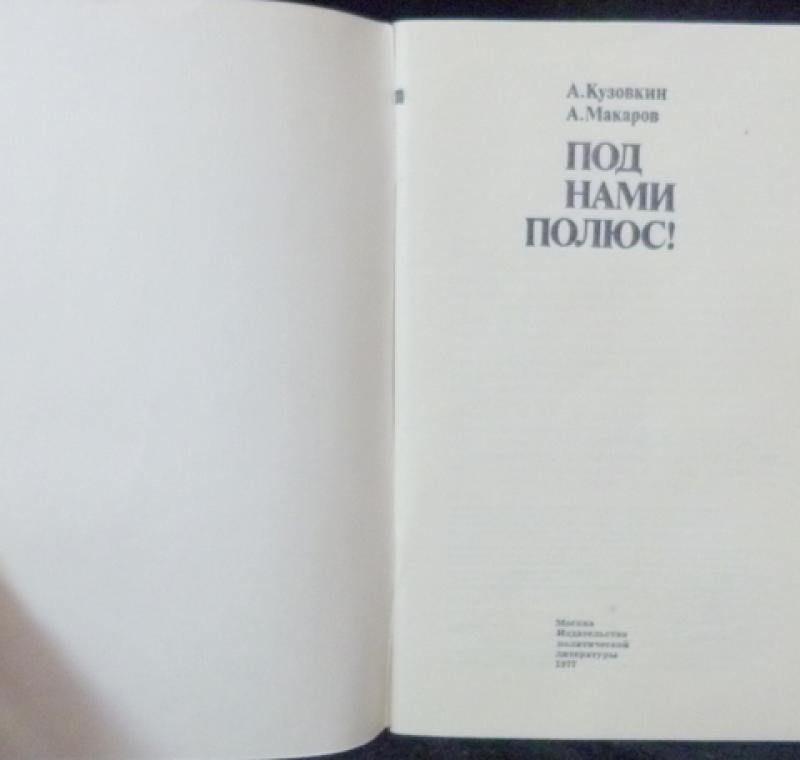 А.Кузовкин
А.Макаров
ПОД
НАМИ
ПОЛЮС!
Москва
Издательство
политической
литературы
1977